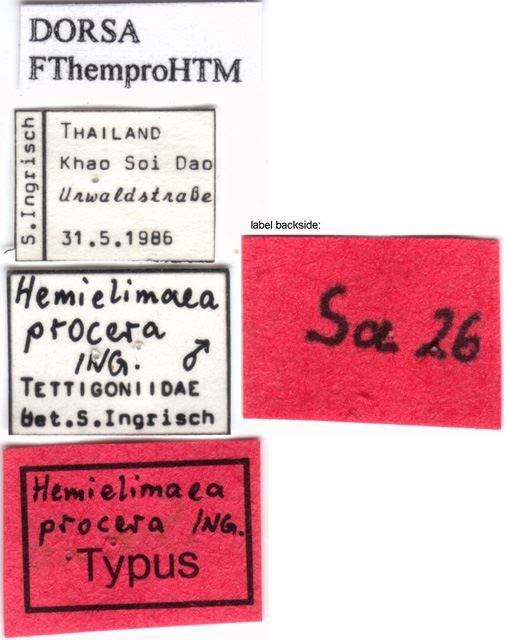 DORSA
FThemproHTM
S.Ingrisch
THAILAND
Khao Soi Dao
Urwaldstraße
31.5.1986
label backside:
Hemielimaea
procera
ING. ♂
TETTIGONIIDAE
det.S.Ingrisch
Sa 26
Hemielimaea
procera ING.
Typus